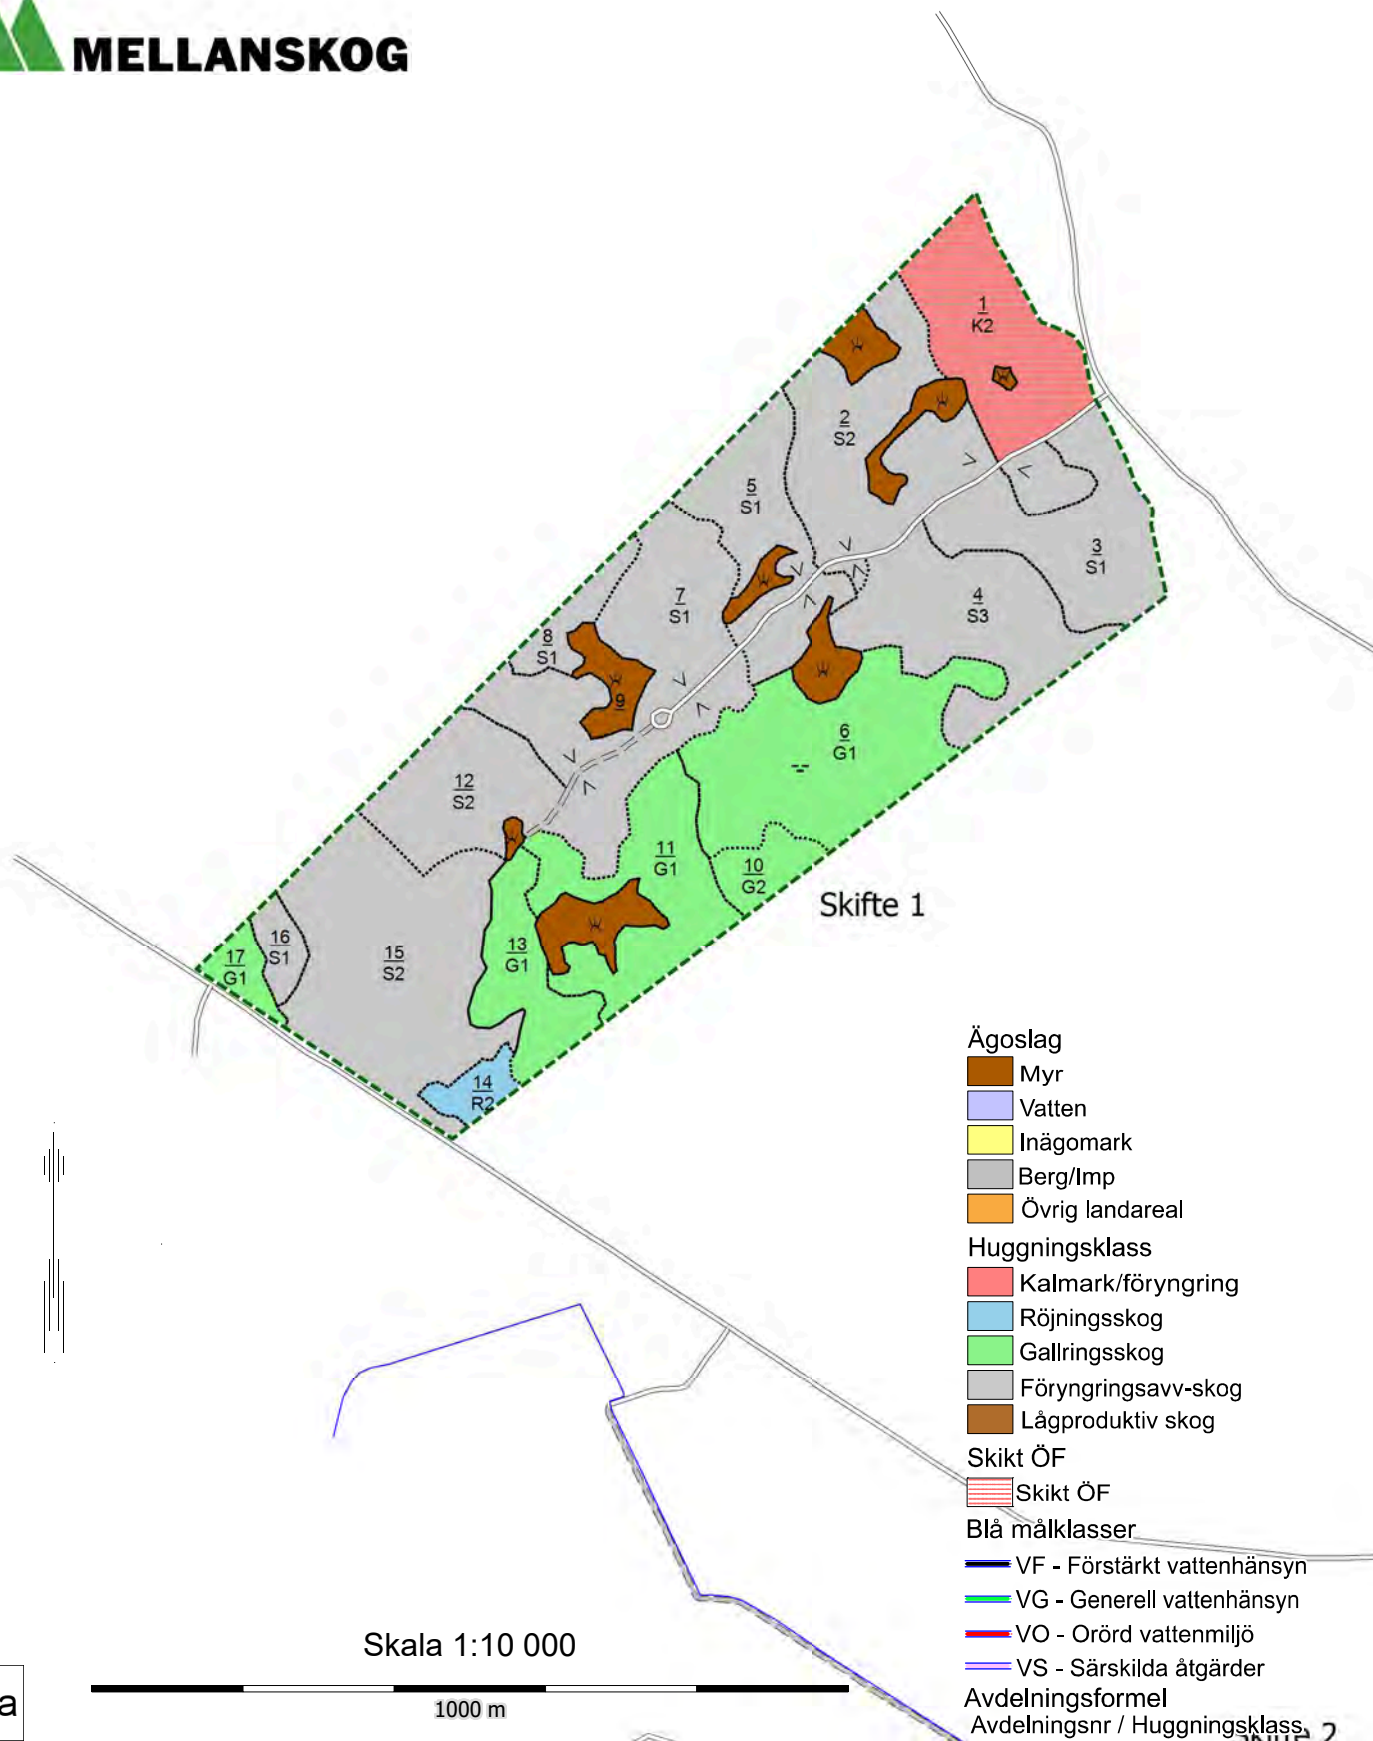 MELLANSKOG
1
K2
2
S2
5
S1
3
S1
7
S1
4
S3
8
S1
9
6
G1
12
S2
11
G1
10
G2
Skifte 1
16
S1
17
G1
15
S2
13
G1
14
R2
Ägoslag
Myr
Vatten
Inägomark
Berg/Imp
Övrig landareal
Huggningsklass
Kalmark/föryngring
Röjningsskog
Gallringsskog
Föryngringsavv-skog
Lågproduktiv skog
Skikt ÖF
Skikt ÖF
Blå målklasser
VF - Förstärkt vattenhänsyn
VG - Generell vattenhänsyn
VO - Orörd vattenmiljö
VS - Särskilda åtgärder
Avdelningsformel
Avdelningsnr / Huggningsklass
Skala 1:10 000
1000 m
a
2